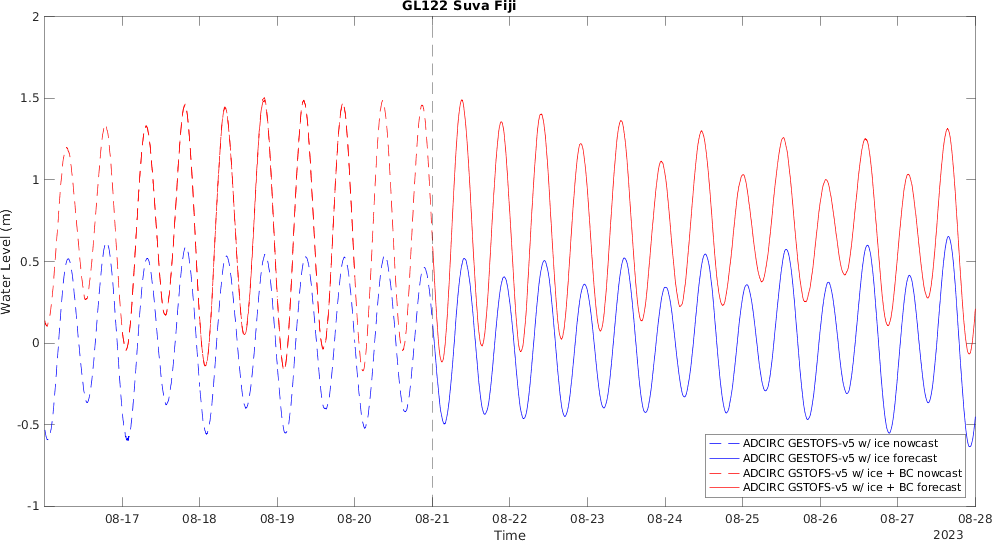 GL122 Suva Fiji
2
1.5
1
0.5
0
-0.5
-1
Water Level (m)
08-17 08-18 08-19 08-20 08-21 08-22 08-23 08-24 08-25 08-26 08-27 08-28
Time
2023
ADCIRC GESTOFS-v5 w/ ice nowcast
ADCIRC GESTOFS-v5 w/ ice forecast
ADCIRC GSTOFS-v5 w/ ice + BC nowcast
ADCIRC GSTOFS-v5 w/ ice + BC forecast